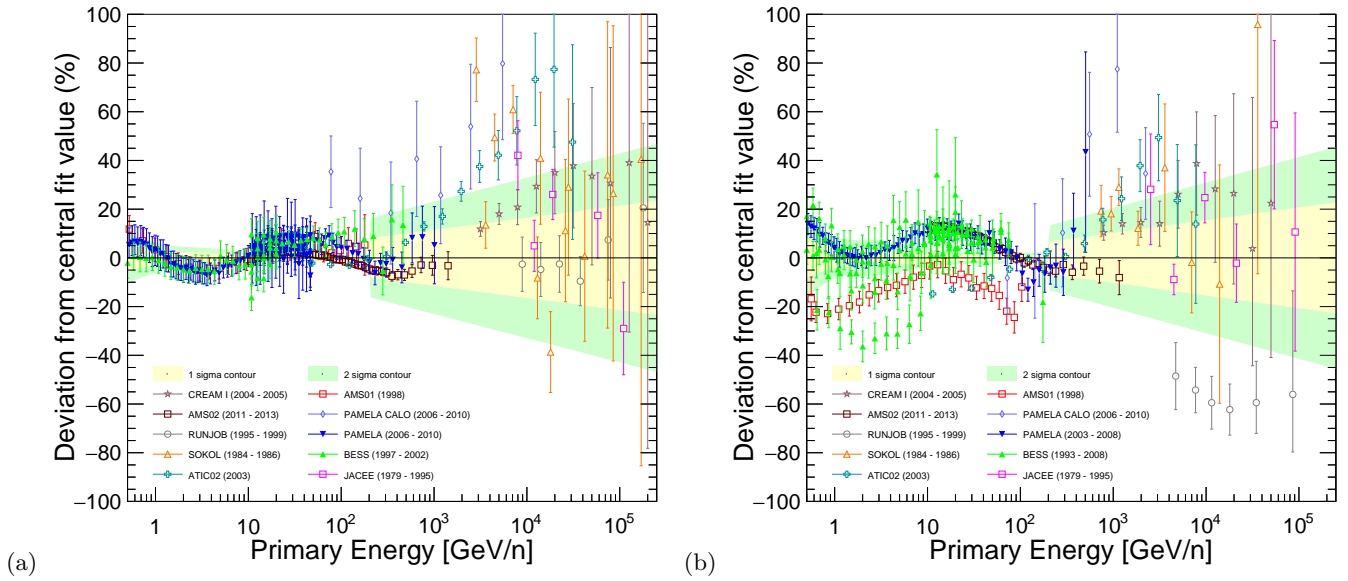 100
80
60
40
20
0
−20
−40
−60
−80
−100
Deviation from central fit value (%)
1 sigma contour
2 sigma contour
CREAM I (2004 - 2005)
AMS01 (1998)
AMS02 (2011 - 2013)
PAMELA CALO (2006 - 2010)
RUNJOB (1995 - 1999)
PAMELA (2006 - 2010)
SOKOL (1984 - 1986)
BESS (1997 - 2002)
ATIC02 (2003)
JACEE (1979 - 1995)
1 10 10² 10³ 10⁴ 10⁵
Primary Energy [GeV/n]
(a)
100
80
60
40
20
0
−20
−40
−60
−80
−100
Deviation from central fit value (%)
1 sigma contour
2 sigma contour
CREAM I (2004 - 2005)
AMS01 (1998)
AMS02 (2011 - 2013)
PAMELA CALO (2006 - 2010)
RUNJOB (1995 - 1999)
PAMELA (2003 - 2008)
SOKOL (1984 - 1986)
BESS (1993 - 2008)
ATIC02 (2003)
JACEE (1979 - 1995)
1 10 10² 10³ 10⁴ 10⁵
Primary Energy [GeV/n]
(b)